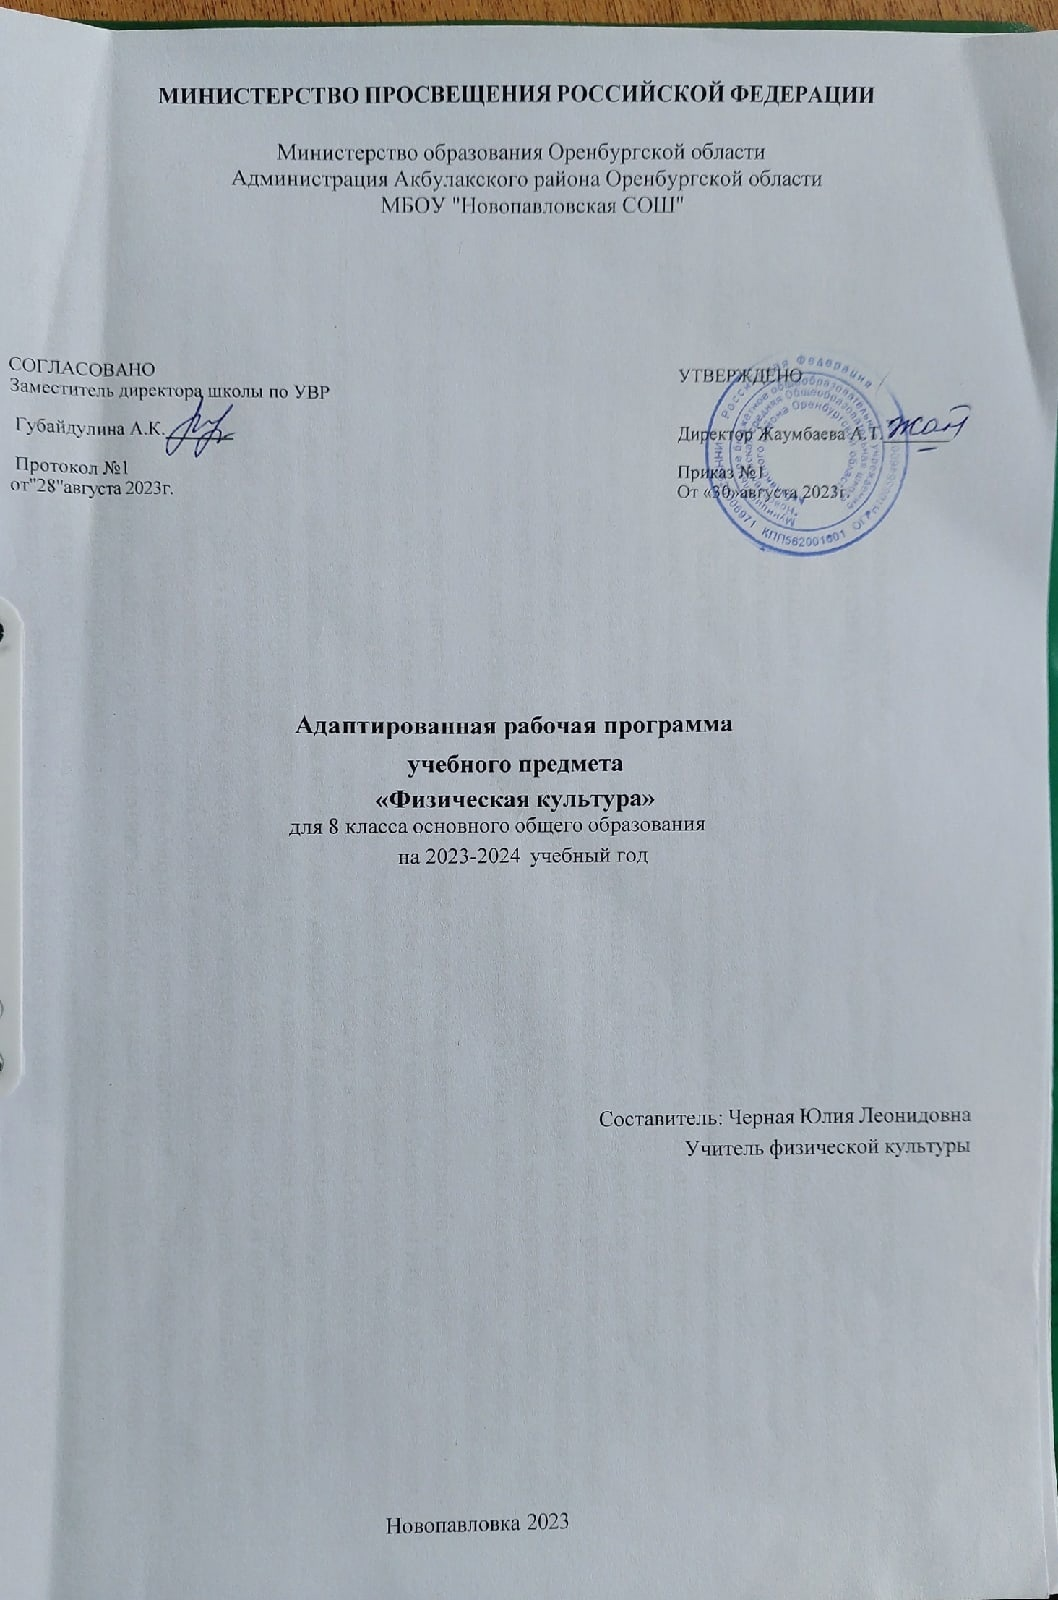 МИНИСТЕРСТВО ПРОСВЕЩЕНИЯ РОССИЙСКОЙ ФЕДЕРАЦИИ
Министерство образования Оренбургской области
Администрация Акбулакского района Оренбургской области
МБОУ "Новопавловская СОШ"
СОГЛАСОВАНО
Заместитель директора школы по УВР
Губайдулина А.К.
Протокол №1
от"28"августа 2023г.
УТВЕРЖДЕНО
Директор Жаумбаева А.Т.
Приказ №1
От «30»августа 2023г.
КПП562001001
Адаптированная рабочая программа
учебного предмета
«Физическая культура»
для 8 класса основного общего образования
на 2023-2024 учебный год
Составитель: Черная Юлия Леонидовна
Учитель физической культуры
Новопавловка 2023